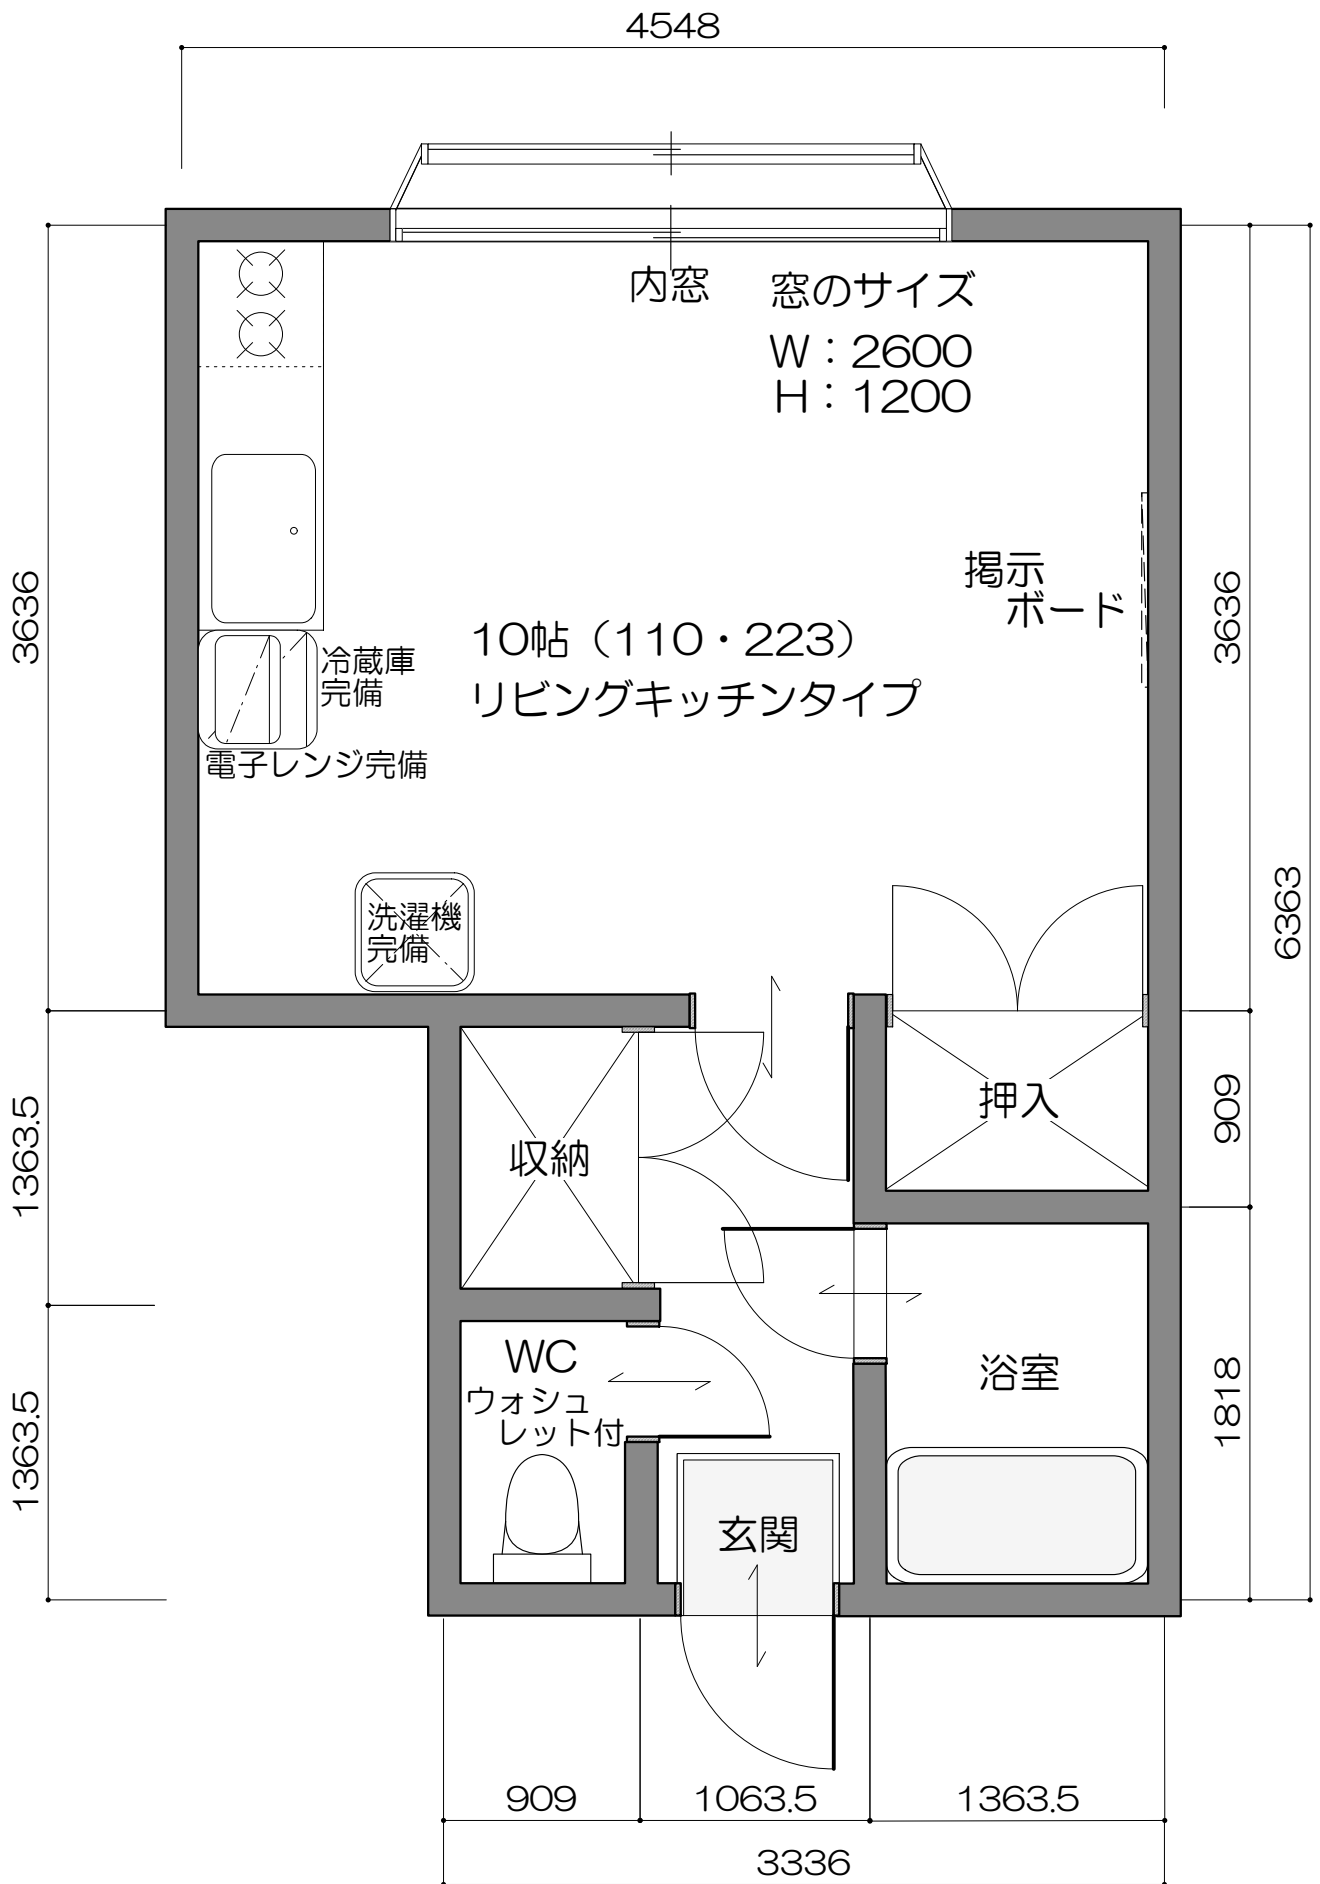 4548
内窓
窓のサイズ
W：2600
H：1200
3636
3636
掲示
ボード
10帖（110・223）
リビングキッチンタイプ
冷蔵庫
完備
電子レンジ完備
6363
洗濯機
完備
1363.5
収納
押入
909
WC
ウォシュ
レット付
浴室
1818
1363.5
玄関
909
1063.5
1363.5
3336